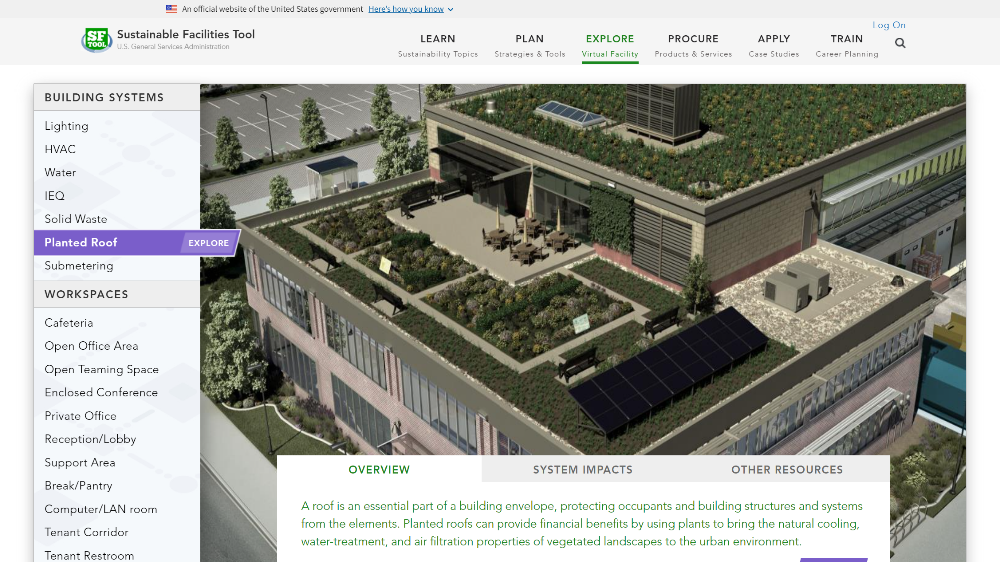 An official website of the United States government Here's how you know
Log On
SF TOOL
Sustainable Facilities Tool
U.S. General Services Administration
LEARN
Sustainability Topics
PLAN
Strategies & Tools
EXPLORE
Virtual Facility
PROCURE
Products & Services
APPLY
Case Studies
TRAIN
Career Planning
BUILDING SYSTEMS
Lighting
HVAC
Water
IEQ
Solid Waste
Planted Roof EXPLORE
Submetering
WORKSPACES
Cafeteria
Open Office Area
Open Teaming Space
Enclosed Conference
Private Office
Reception/Lobby
Support Area
Break/Pantry
Computer/LAN room
Tenant Corridor
Tenant Restroom
OVERVIEW SYSTEM IMPACTS OTHER RESOURCES
A roof is an essential part of a building envelope, protecting occupants and building structures and systems
from the elements. Planted roofs can provide financial benefits by using plants to bring the natural cooling,
water-treatment, and air filtration properties of vegetated landscapes to the urban environment.